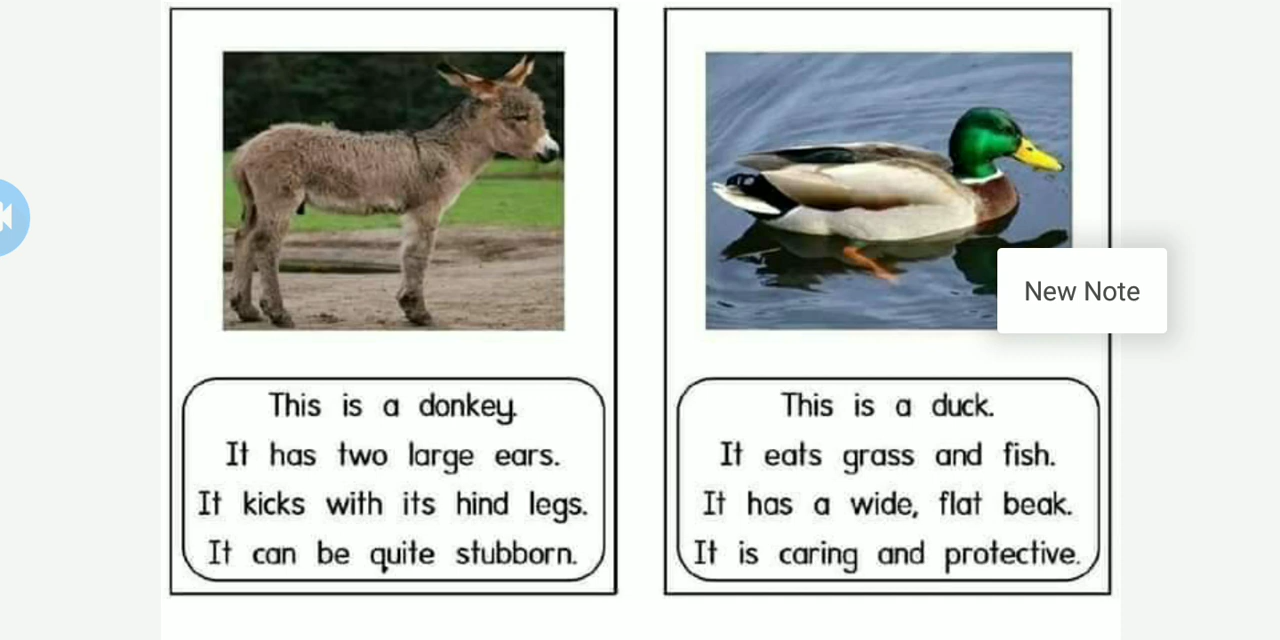 This is a donkey.
It has two large ears.
It kicks with its hind legs.
It can be quite stubborn.
This is a duck.
It eats grass and fish.
It has a wide, flat beak.
It is caring and protective.
New Note